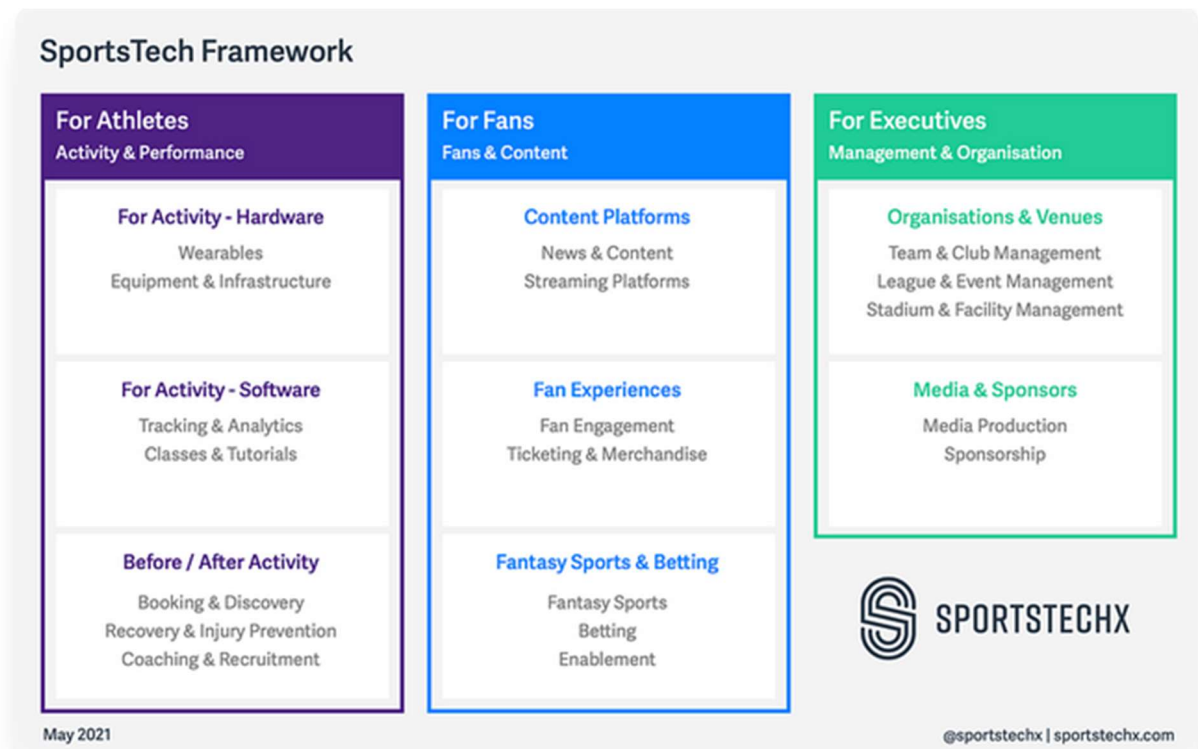 SportsTech Framework
For Athletes
Activity & Performance
For Activity - Hardware
Wearables
Equipment & Infrastructure
For Activity - Software
Tracking & Analytics
Classes & Tutorials
Before / After Activity
Booking & Discovery
Recovery & Injury Prevention
Coaching & Recruitment
For Fans
Fans & Content
Content Platforms
News & Content
Streaming Platforms
Fan Experiences
Fan Engagement
Ticketing & Merchandise
Fantasy Sports & Betting
Fantasy Sports
Betting
Enablement
For Executives
Management & Organisation
Organisations & Venues
Team & Club Management
League & Event Management
Stadium & Facility Management
Media & Sponsors
Media Production
Sponsorship
SPORTSTECHX
May 2021
@sportstechx | sportstechx.com